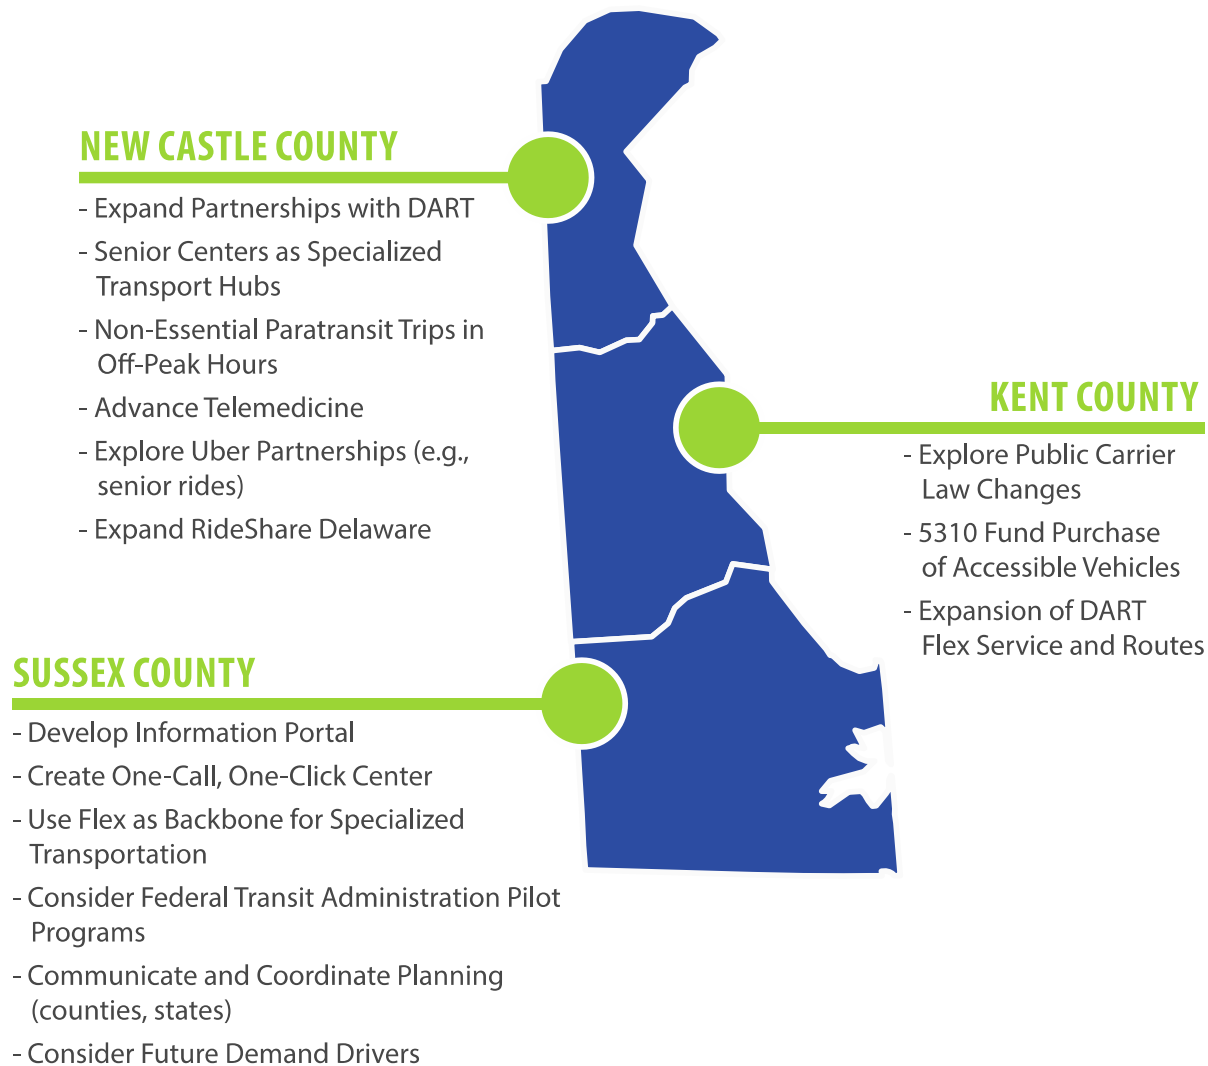 NEW CASTLE COUNTY
- Expand Partnerships with DART
- Senior Centers as Specialized
Transport Hubs
- Non-Essential Paratransit Trips in
Off-Peak Hours
- Advance Telemedicine
- Explore Uber Partnerships (e.g.,
senior rides)
- Expand RideShare Delaware
KENT COUNTY
- Explore Public Carrier
Law Changes
- 5310 Fund Purchase
of Accessible Vehicles
- Expansion of DART
Flex Service and Routes
SUSSEX COUNTY
- Develop Information Portal
- Create One-Call, One-Click Center
- Use Flex as Backbone for Specialized
Transportation
- Consider Federal Transit Administration Pilot
Programs
- Communicate and Coordinate Planning
(counties, states)
- Consider Future Demand Drivers